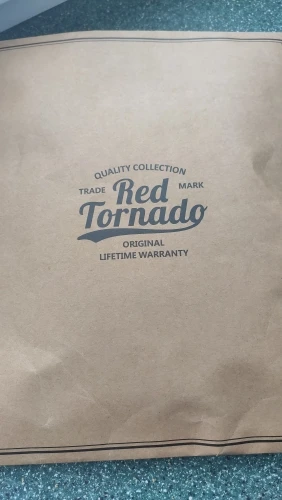 QUALITY COLLECTION
TRADE Red MARK
Tornado
ORIGINAL
LIFETIME WARRANTY